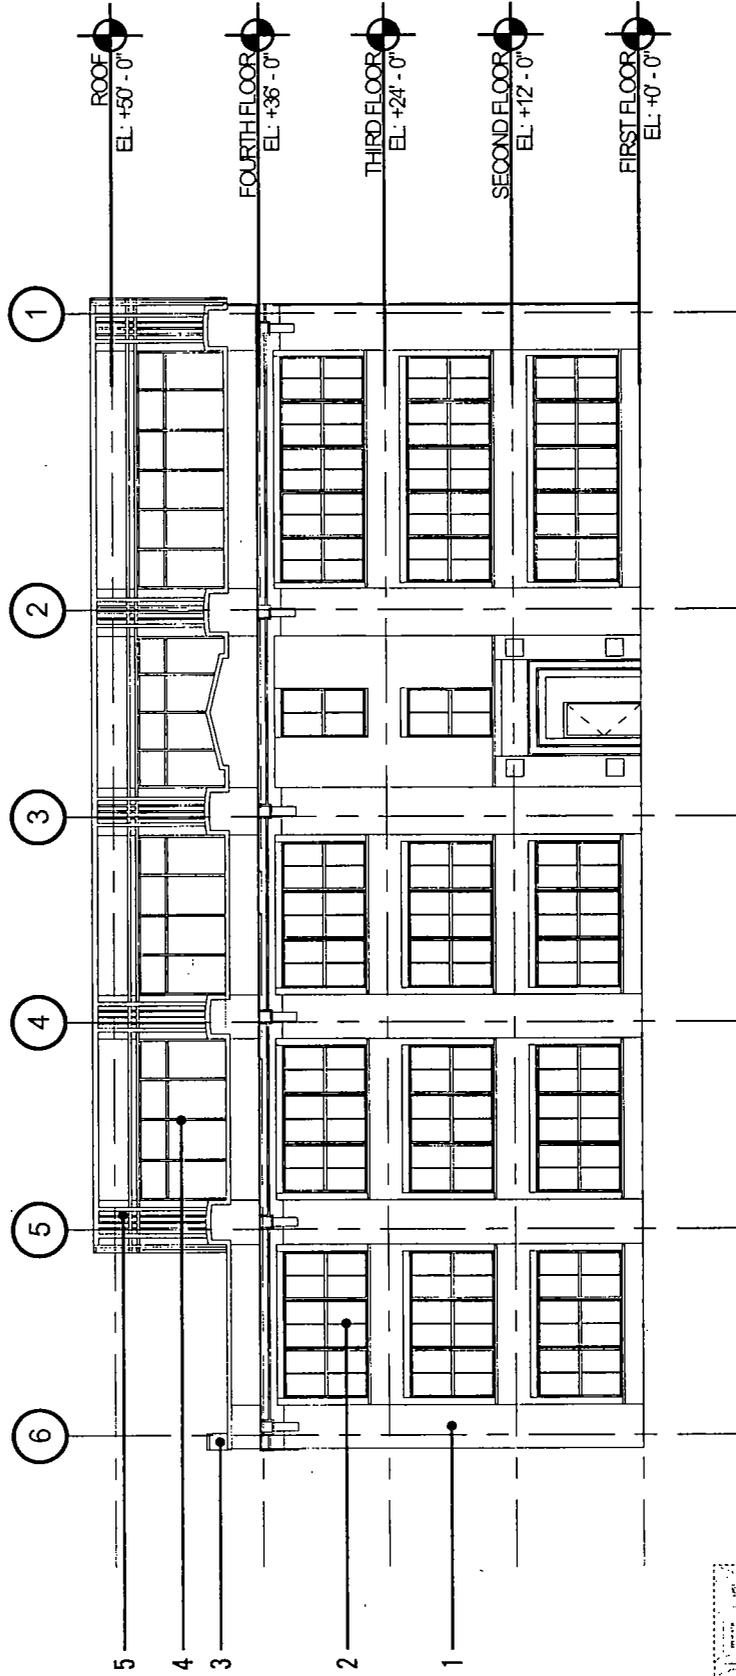 ROOF
EL: +50' - 0"
FOURTH FLOOR
EL: +36' - 0"
THIRD FLOOR
EL: +24' - 0"
SECOND FLOOR
EL: +12' - 0"
FIRST FLOOR
EL: +0' - 0"
1
2
3
4
5
6
5
4
3
2
1